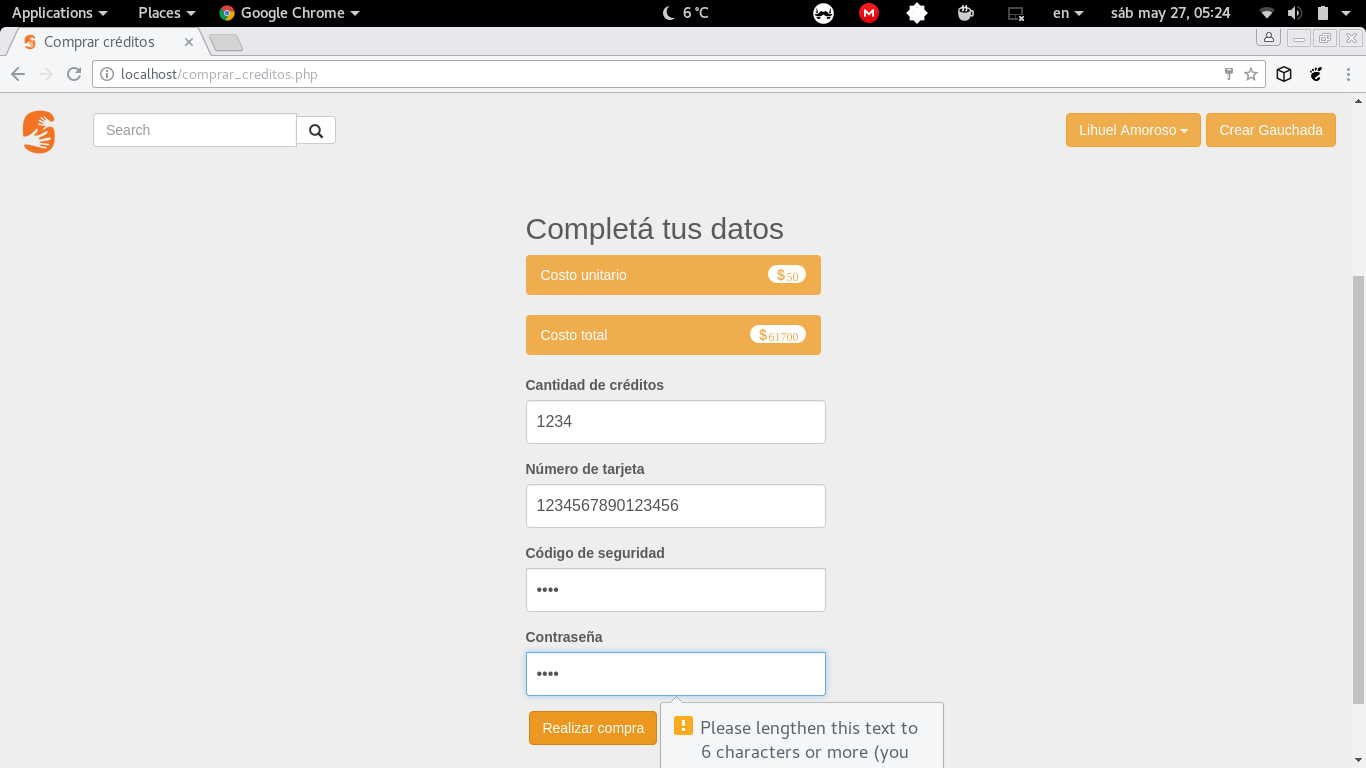 Applications Places Google Chrome 6 °C en sáb may 27, 05:24
Comprar créditos
localhost/comprar_creditos.php
Search Lihuel Amoroso Crear Gauchada
Completá tus datos
Costo unitario $50
Costo total $61700
Cantidad de créditos
1234
Número de tarjeta
1234567890123456
Código de seguridad
••••
Contraseña
••••
Realizar compra
Please lengthen this text to
6 characters or more (you